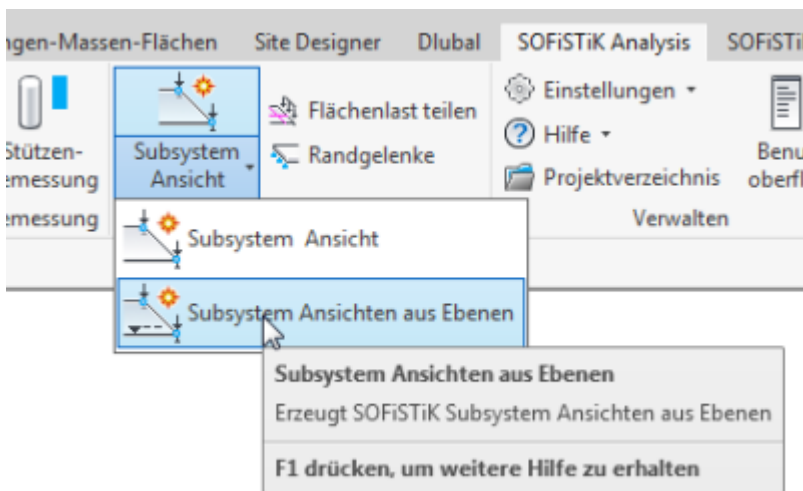 ngen-Massen-Flächen Site Designer Dlubal SOFiSTiK Analysis SOFiSTi
Subsystem Ansicht
Flächenlast teilen
Randgelenke
Einstellungen
Hilfe
Projektverzeichnis
Stützen-
emessung
Benu
oberfl
emessung
Verwalten
Subsystem Ansicht
Subsystem Ansichten aus Ebenen
Subsystem Ansichten aus Ebenen
Erzeugt SOFiSTiK Subsystem Ansichten aus Ebenen
F1 drücken, um weitere Hilfe zu erhalten